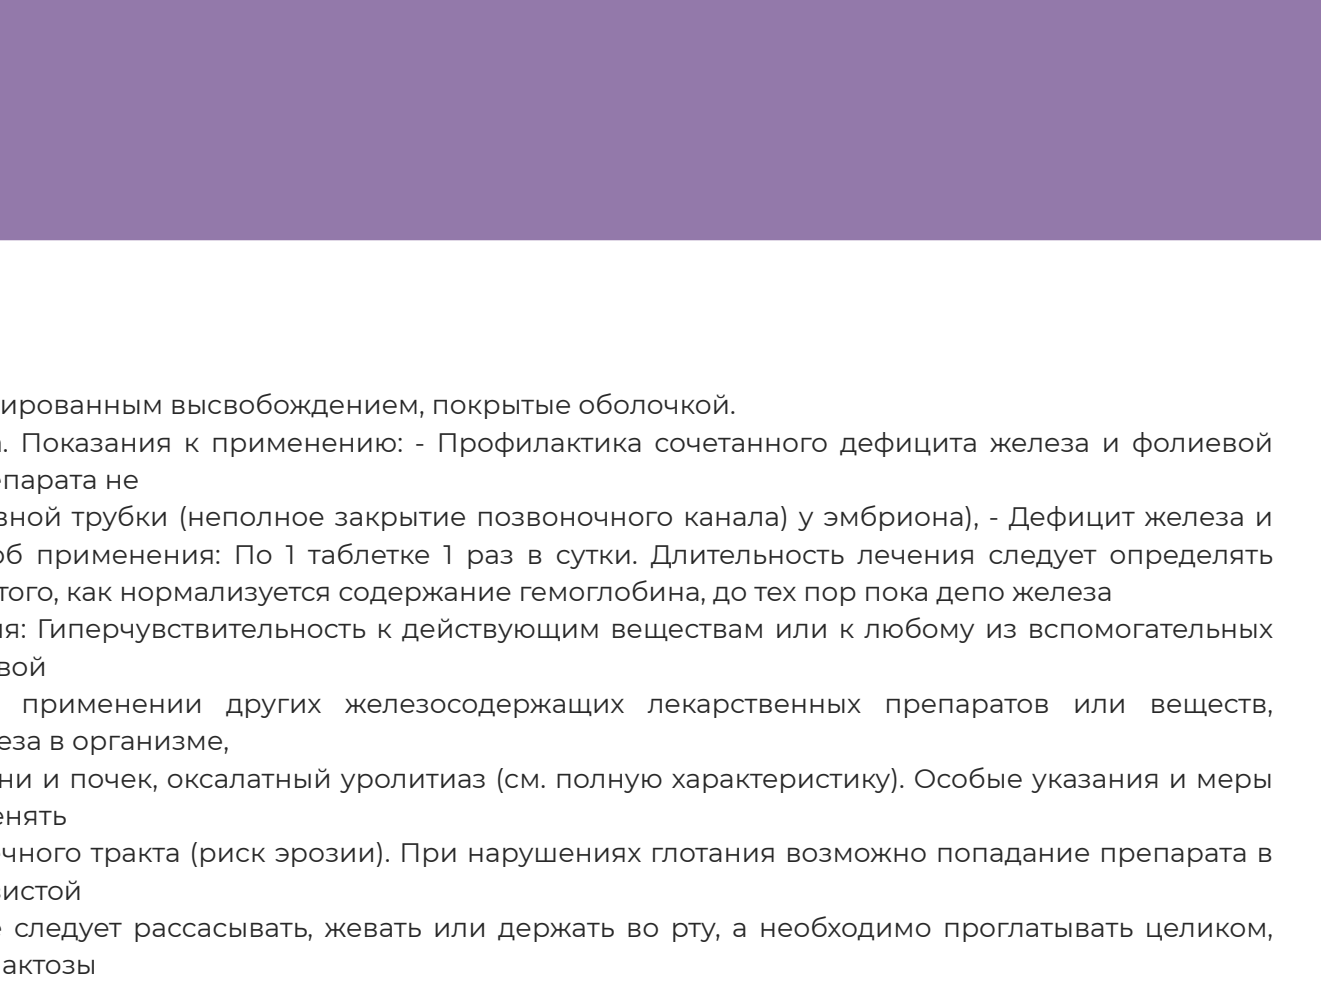 ированным высвобождением, покрытые оболочкой.
. Показания к применению: - Профилактика сочетанного дефицита железа и фолиевой
парата не
вной трубки (неполное закрытие позвоночного канала) у эмбриона), - Дефицит железа и
об применения: По 1 таблетке 1 раз в сутки. Длительность лечения следует определять
того, как нормализуется содержание гемоглобина, до тех пор пока депо железа
ия: Гиперчувствительность к действующим веществам или к любому из вспомогательных
вой
применении других железосодержащих лекарственных препаратов или веществ,
еза в организме,
ни и почек, оксалатный уролитиаз (см. полную характеристику). Особые указания и меры
енять
чного тракта (риск эрозии). При нарушениях глотания возможно попадание препарата в
зистой
е следует рассасывать, жевать или держать во рту, а необходимо проглатывать целиком,
актозы